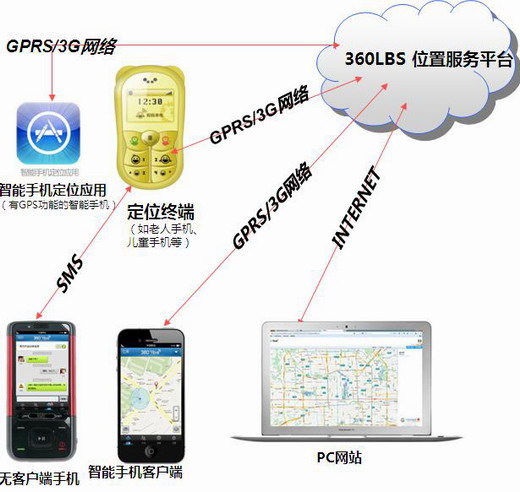 GPRS/3G网络
360LBS 位置服务平台
12:30
GPRS/3G网络
智能手机定位应用
智能手机定位应用
（有GPS功能的智能手机）
定位终端
（如老人手机、
儿童手机等）
GPRS/3G网络
INTERNET
SMS
无客户端手机
智能手机客户端
PC网站